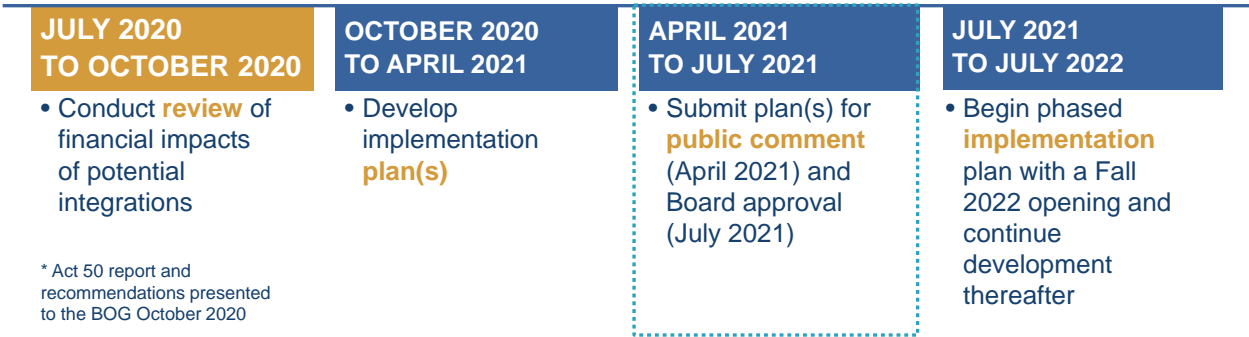 JULY 2020
TO OCTOBER 2020
• Conduct review of
financial impacts
of potential
integrations
* Act 50 report and
recommendations presented
to the BOG October 2020
OCTOBER 2020
TO APRIL 2021
• Develop
implementation
plan(s)
APRIL 2021
TO JULY 2021
• Submit plan(s) for
public comment
(April 2021) and
Board approval
(July 2021)
JULY 2021
TO JULY 2022
• Begin phased
implementation
plan with a Fall
2022 opening and
continue
development
thereafter